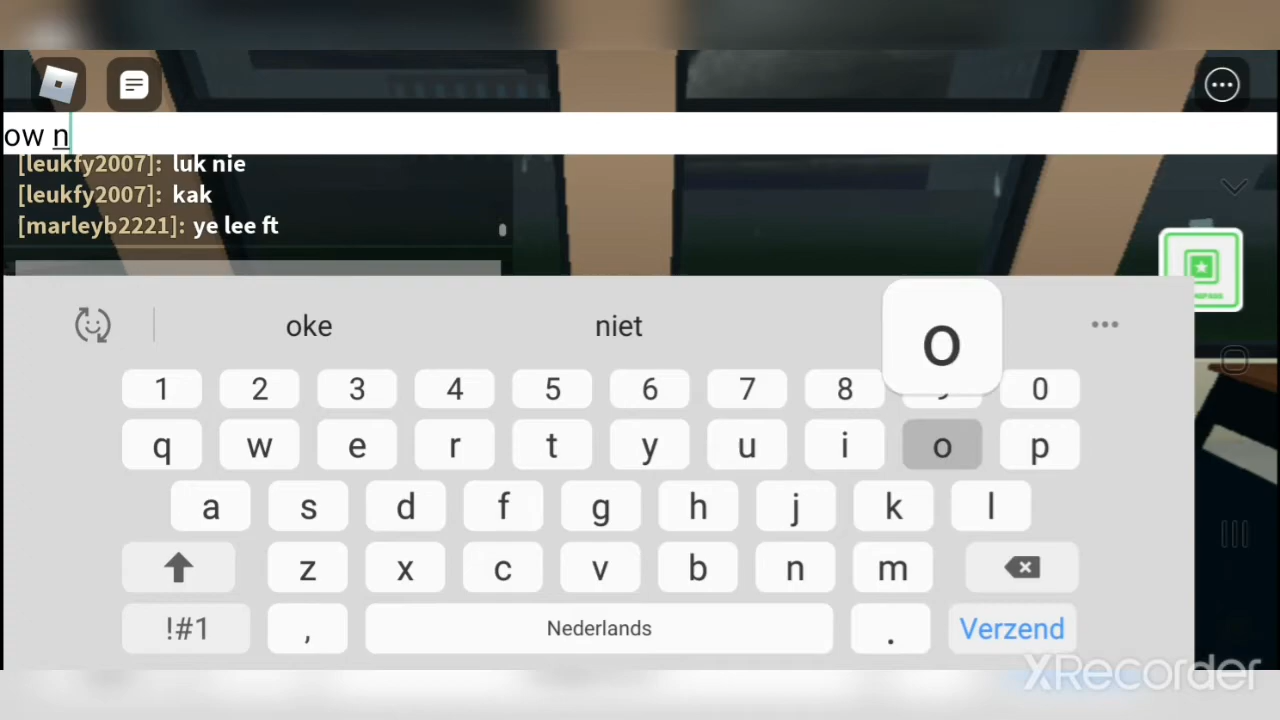 ow n
[leukfy2007]: luk nie
[leukfy2007]: kak
[marleyb2221]: ye lee ft
oke niet
o
1 2 3 4 5 6 7 8 0
q w e r t y u i o p
a s d f g h j k l
z x c v b n m
!#1 , Nederlands . Verzend
XRecorder